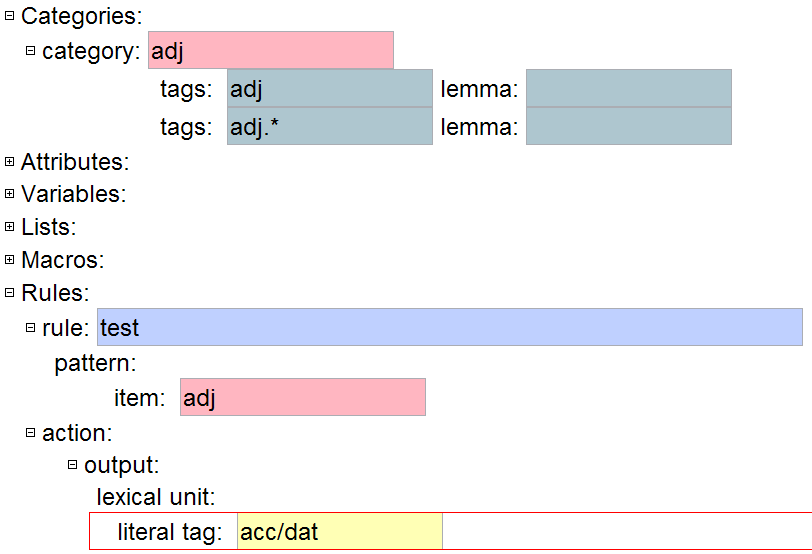 Categories:
category: adj
tags: adj lemma:
tags: adj.* lemma:
Attributes:
Variables:
Lists:
Macros:
Rules:
rule: test
pattern:
item: adj
action:
output:
lexical unit:
literal tag: acc/dat